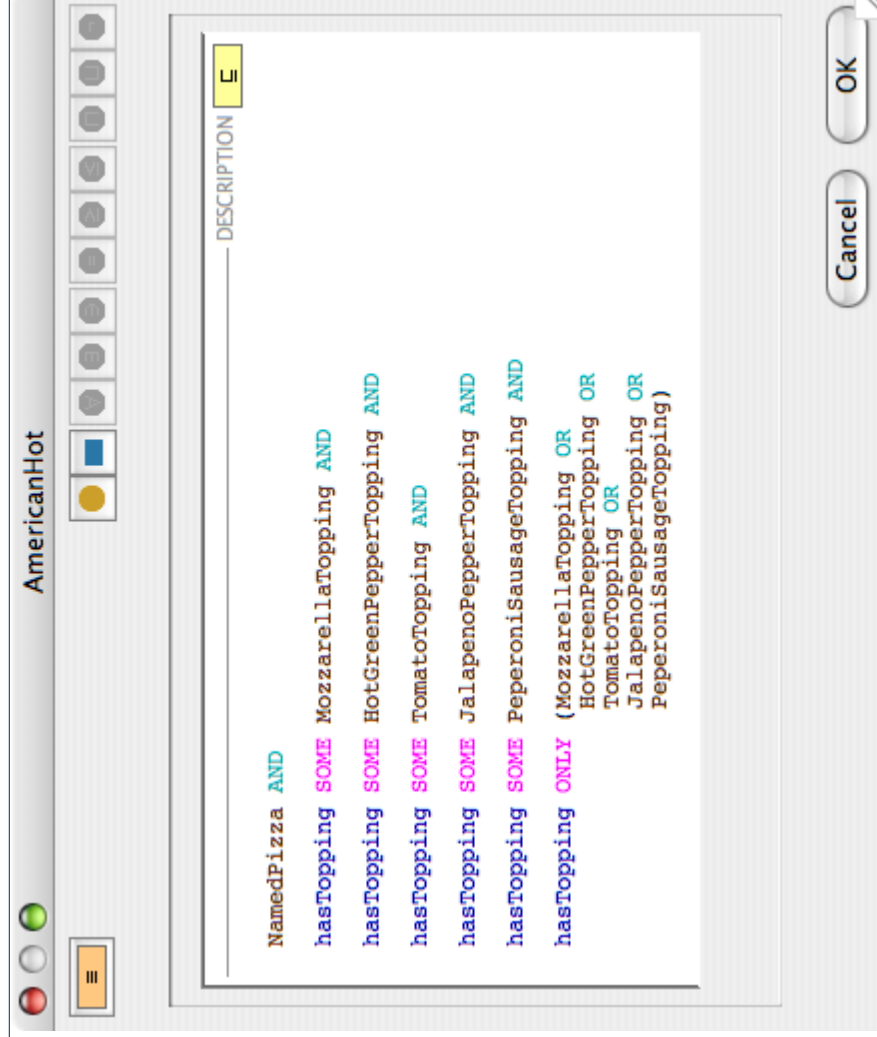 AmericanHot
≡
DESCRIPTION ⊑
NamedPizza AND
hasTopping SOME MozzarellaTopping AND
hasTopping SOME HotGreenPepperTopping AND
hasTopping SOME TomatoTopping AND
hasTopping SOME JalapenoPepperTopping AND
hasTopping SOME PeperoniSausageTopping AND
hasTopping ONLY (MozzarellaTopping OR
HotGreenPepperTopping OR
TomatoTopping OR
JalapenoPepperTopping OR
PeperoniSausageTopping)
Cancel OK